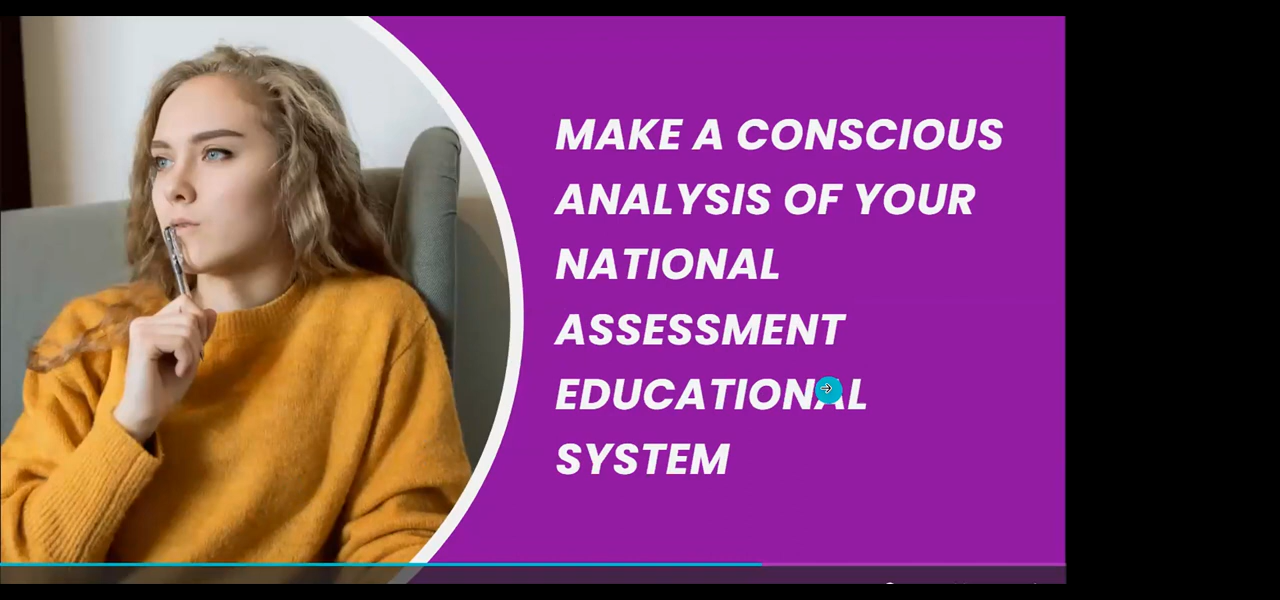 MAKE A CONSCIOUS
ANALYSIS OF YOUR
NATIONAL
ASSESSMENT
EDUCATIONAL
SYSTEM